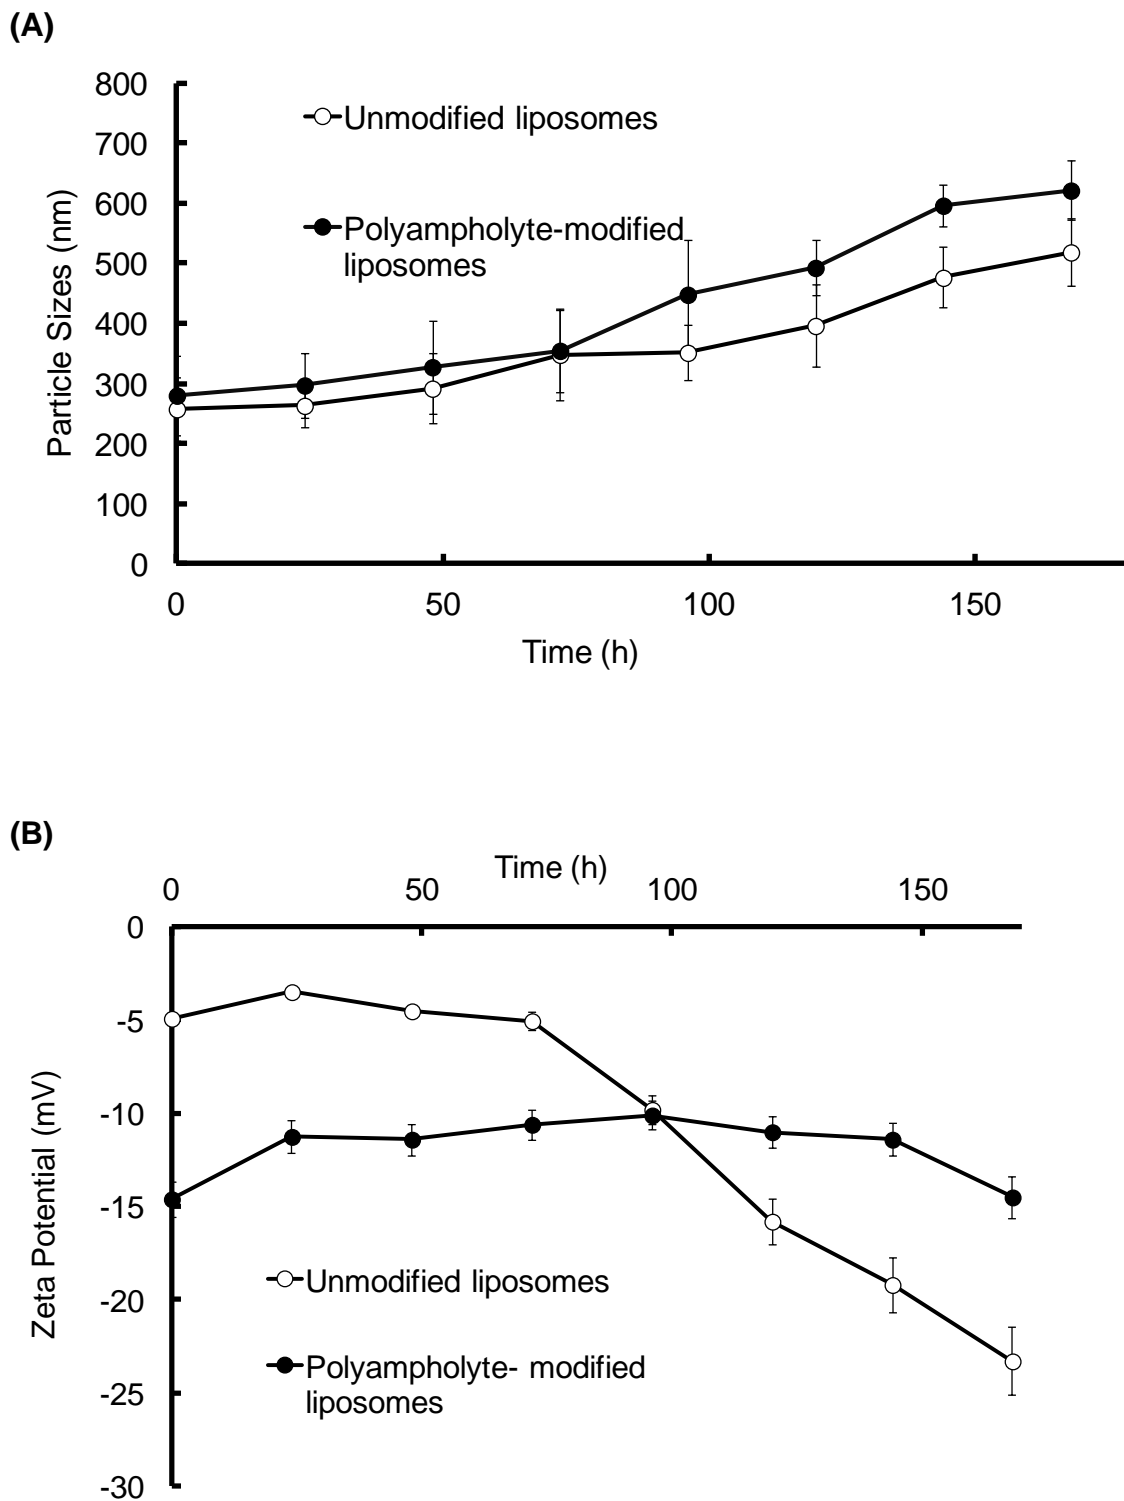 (A)
800
700
600
500
400
300
200
100
0
Particle Sizes (nm)
Unmodified liposomes
Polyampholyte-modified
liposomes
0 50 100 150
Time (h)
(B)
Time (h)
0 50 100 150
0
-5
-10
-15
-20
-25
-30
Zeta Potential (mV)
Unmodified liposomes
Polyampholyte- modified
liposomes